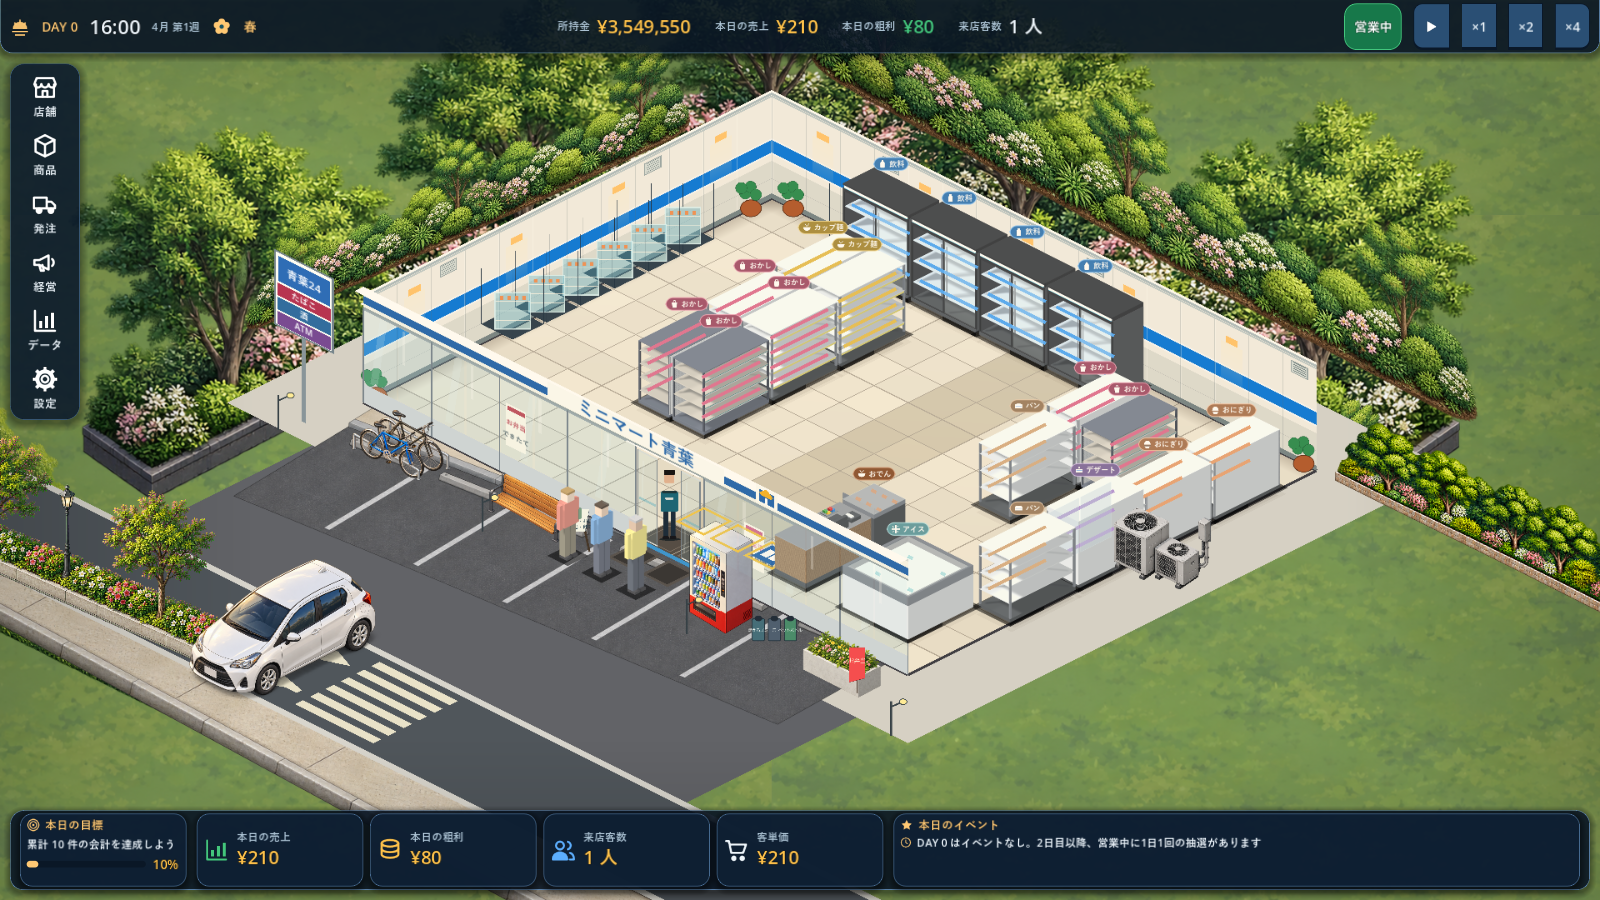 DAY 0 16:00 4月 第1週 春
所持金 ¥3,549,550 本日の売上 ¥210 本日の粗利 ¥80 来店客数 1 人
営業中 ×1 ×2 ×4
店舗
商品
発注
経営
データ
設定
飲料
飲料
飲料
飲料
カップ麺
カップ麺
おかし
おかし
おかし
おかし
おかし
おかし
パン
おにぎり
おにぎり
デザート
おでん
パン
アイス
青葉24
たばこ
酒
ATM
お弁当
できたて
ミニマート青葉
本日の目標
累計 10 件の会計を達成しよう
10%
本日の売上
¥210
本日の粗利
¥80
来店客数
1 人
客単価
¥210
本日のイベント
DAY 0 はイベントなし。2日目以降、営業中に1日1回の抽選があります